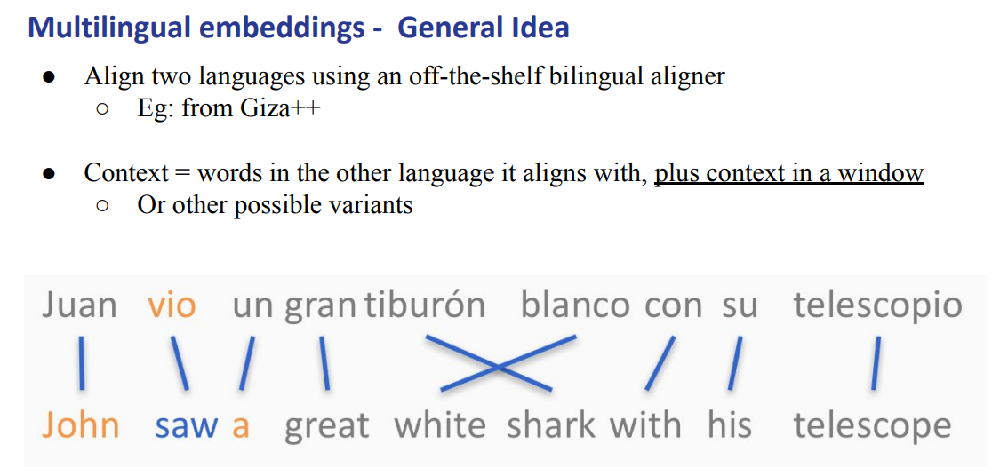 Multilingual embeddings - General Idea
● Align two languages using an off-the-shelf bilingual aligner
○ Eg: from Giza++
● Context = words in the other language it aligns with, plus context in a window
○ Or other possible variants
Juan vio un gran tiburón blanco con su telescopio
John saw a great white shark with his telescope